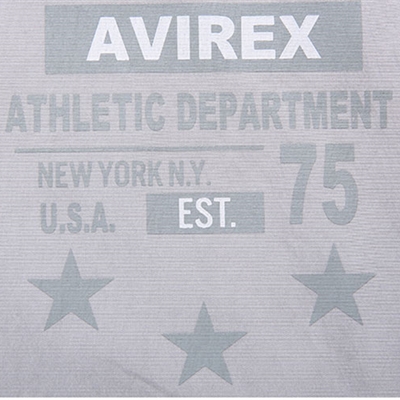 AVIREX
ATHLETIC DEPARTMENT
NEW YORK N.Y.
75
U.S.A.
EST.